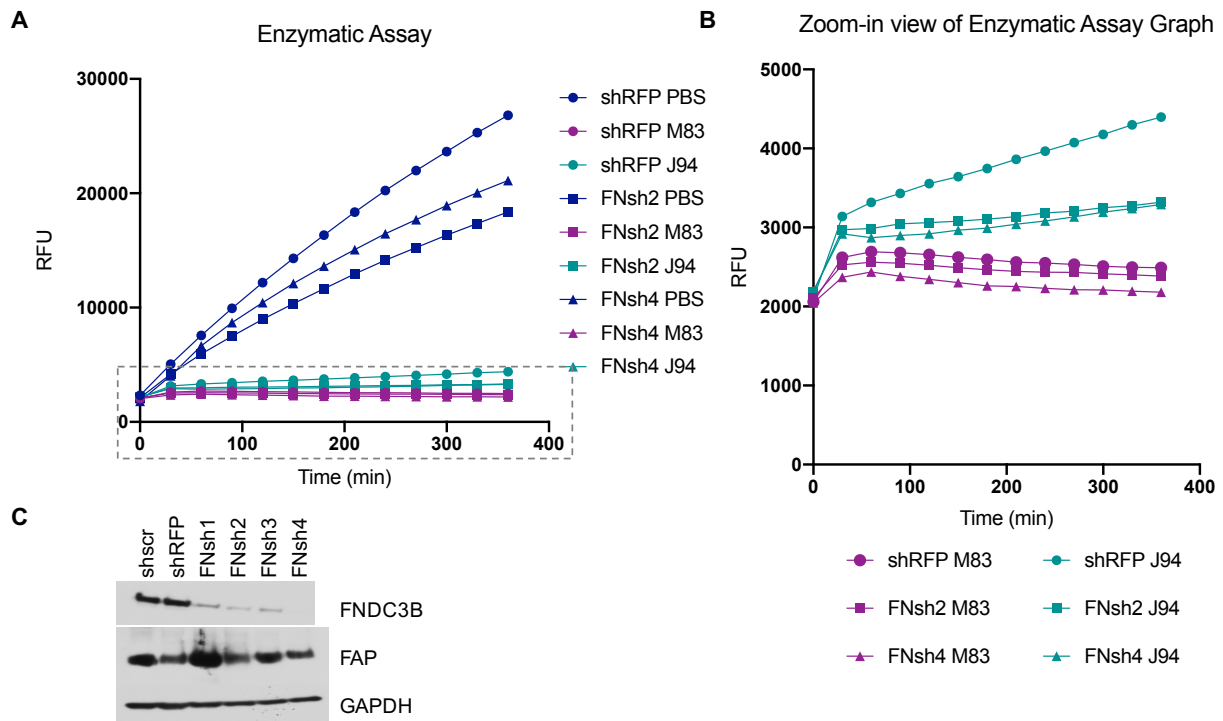 A
Enzymatic Assay
30000
20000
10000
0
RFU
0
100
200
300
400
Time (min)
shRFP PBS
shRFP M83
shRFP J94
FNsh2 PBS
FNsh2 M83
FNsh2 J94
FNsh4 PBS
FNsh4 M83
FNsh4 J94
B
Zoom-in view of Enzymatic Assay Graph
5000
4000
3000
2000
1000
0
RFU
0
100
200
300
400
Time (min)
shRFP M83
shRFP J94
FNsh2 M83
FNsh2 J94
FNsh4 M83
FNsh4 J94
C
shscr
shRFP
FNsh1
FNsh2
FNsh3
FNsh4
FNDC3B
FAP
GAPDH